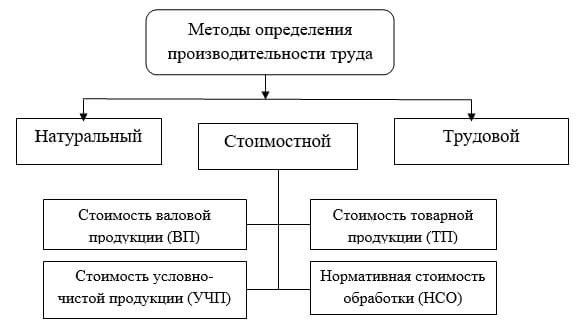 Методы определения
производительности труда
Натуральный
Стоимостной
Трудовой
Стоимость валовой
продукции (ВП)
Стоимость товарной
продукции (ТП)
Стоимость условно-
чистой продукции (УЧП)
Нормативная стоимость
обработки (НСО)